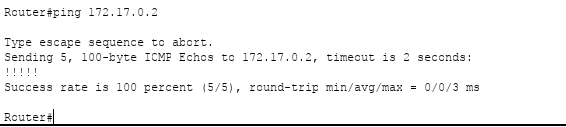 Router#ping 172.17.0.2
Type escape sequence to abort.
Sending 5, 100-byte ICMP Echos to 172.17.0.2, timeout is 2 seconds:
!!!!!
Success rate is 100 percent (5/5), round-trip min/avg/max = 0/0/3 ms
Router#